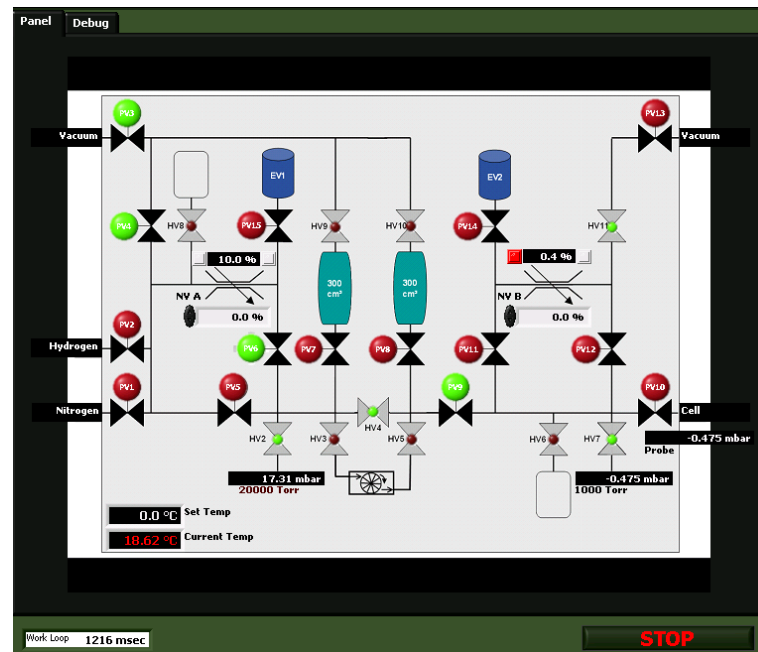 Panel Debug
PV3 PV13
Vacuum Vacuum
EV1 EV2
PV4 HV8 PV15 HV9 HV10 PV14 HV11
10.0 % 0.4 %
300 cm³ 300 cm³
NV A NV B
0.0 % 0.0 %
PV2
Hydrogen PV6 PV7 PV8 PV11 PV12
PV1 PV5 PV9 PV10
Nitrogen Cell
HV4
HV2 HV3 HV5 HV6 HV7
-0.475 mbar
Probe
17.31 mbar -0.475 mbar
20000 Torr 1000 Torr
0.0 °C Set Temp
18.62 °C Current Temp
Work Loop 1216 msec STOP